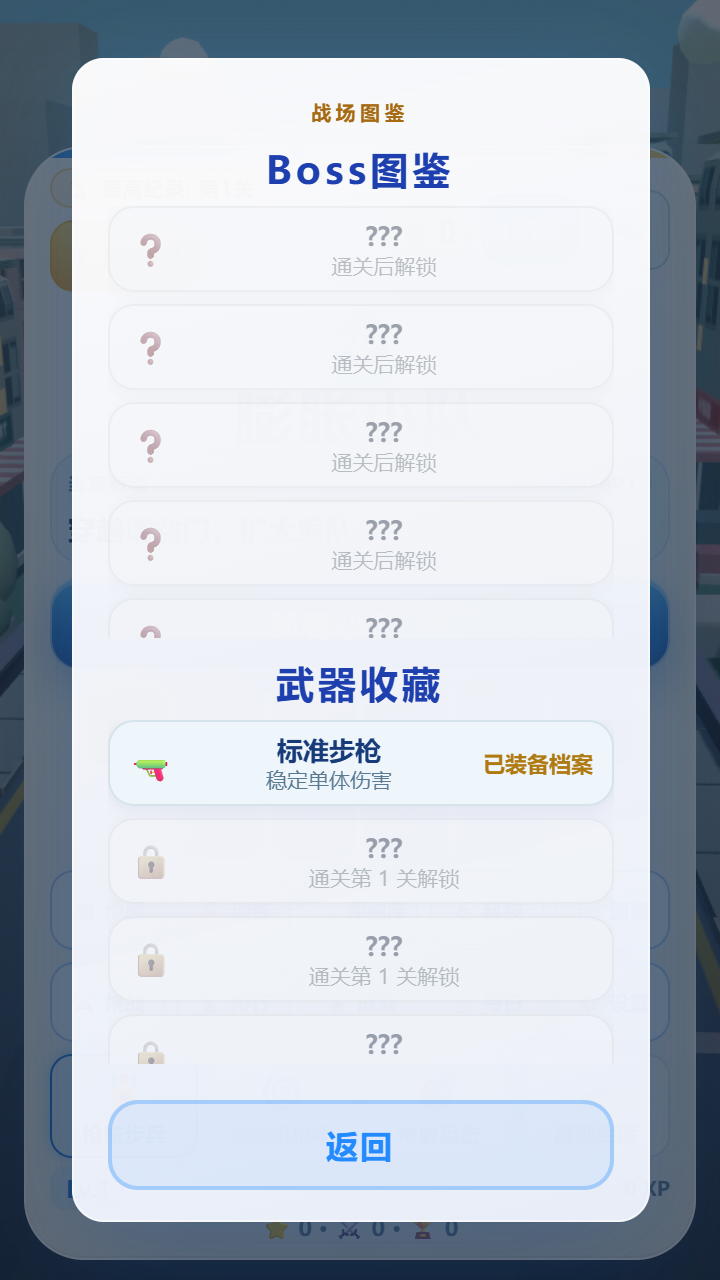 战场图鉴
Boss图鉴
???
通关后解锁
???
通关后解锁
???
通关后解锁
???
通关后解锁
???
武器收藏
标准步枪
稳定单体伤害
已装备档案
???
通关第 1 关解锁
???
通关第 1 关解锁
???
返回
XP
0 • 0 • 0